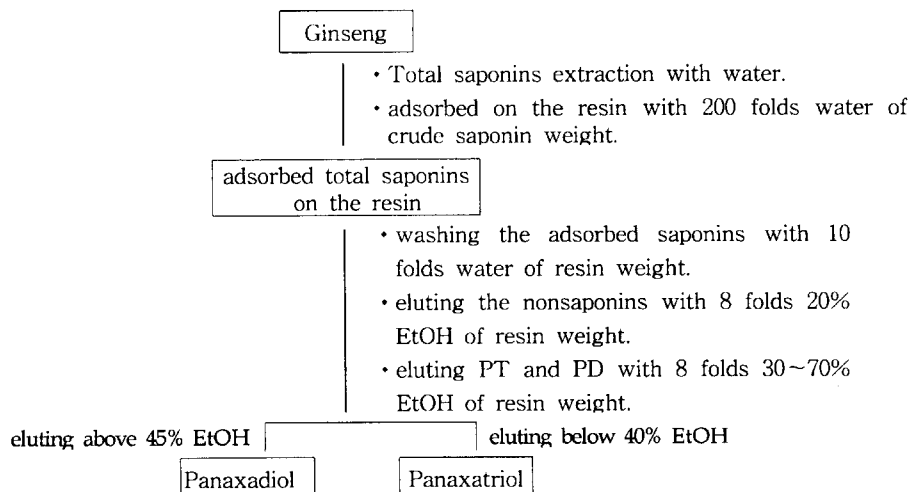 Ginseng
・Total saponins extraction with water.
・adsorbed on the resin with 200 folds water of
crude saponin weight.
adsorbed total saponins
on the resin
・washing the adsorbed saponins with 10
folds water of resin weight.
・eluting the nonsaponins with 8 folds 20%
EtOH of resin weight.
・eluting PT and PD with 8 folds 30~70%
EtOH of resin weight.
eluting above 45% EtOH
eluting below 40% EtOH
Panaxadiol
Panaxatriol